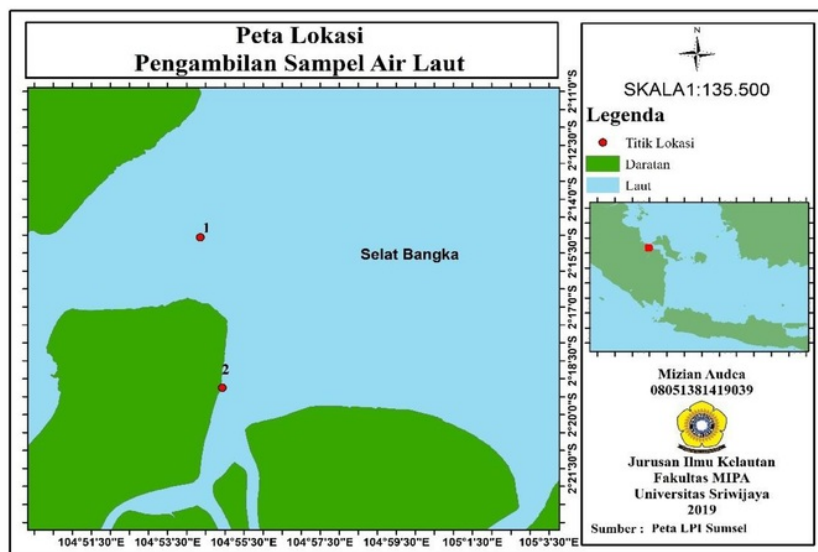 Peta Lokasi
Pengambilan Sampel Air Laut
1
Selat Bangka
2
104°51'30"E 104°53'30"E 104°55'30"E 104°57'30"E 104°59'30"E 105°1'30"E 105°3'30"E
2°11'0"S
2°12'30"S
2°14'0"S
2°15'30"S
2°17'0"S
2°18'30"S
2°20'0"S
2°21'30"S
N
SKALA1:135.500
Legenda
Titik Lokasi
Daratan
Laut
Mizian Audea
08051381419039
Jurusan Ilmu Kelautan
Fakultas MIPA
Universitas Sriwijaya
2019
Sumber : Peta LPI Sumsel